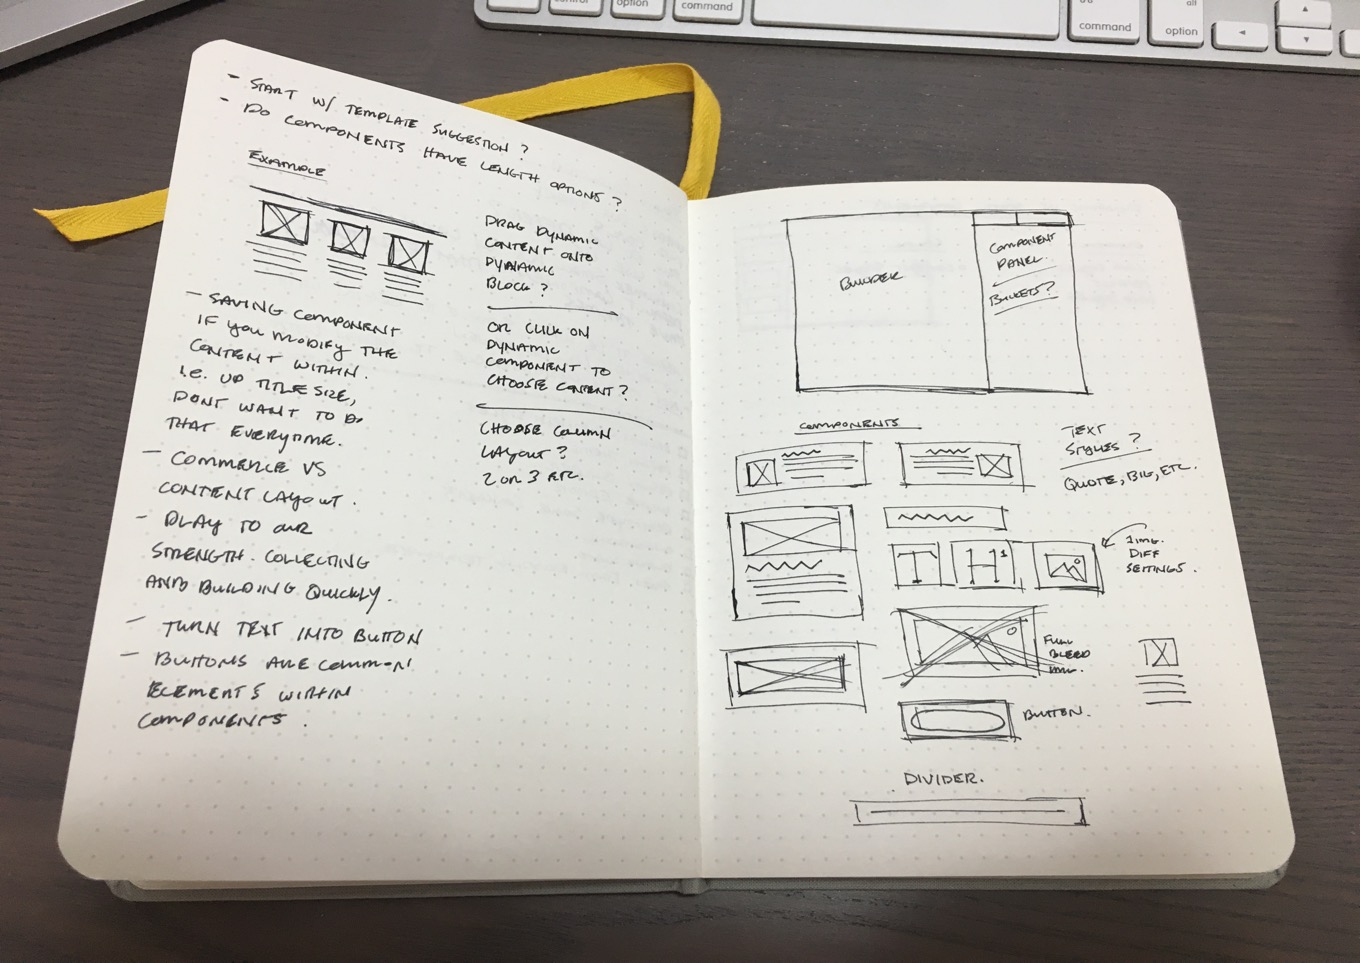 control
option
command
command
alt
option
- START W/ TEMPLATE SUGGESTION?
- DO COMPONENTS HAVE LENGTH OPTIONS?
EXAMPLE
- SAVING COMPONENT
IF YOU MODIFY THE
CONTENT WITHIN.
I.E. UP TITLE SIZE,
DONT WANT TO DO
THAT EVERYTIME.
- COMMERCE VS
CONTENT LAYOUT.
- PLAY TO OUR
STRENGTH. COLLECTING
AND BUILDING QUICKLY.
- TURN TEXT INTO BUTTON
- BUTTONS ARE COMMON
ELEMENTS WITHIN
COMPONENTS.
DRAG DYNAMIC
CONTENT ONTO
DYNAMIC
BLOCK?
OR CLICK ON
DYNAMIC
COMPONENT TO
CHOOSE CONTENT?
CHOOSE COLUMN
LAYOUT?
2 OR 3 ETC.
BUILDER
COMPONENT
PANEL.
BUCKETS?
COMPONENTS
TEXT
STYLES?
QUOTE, BIG, ETC.
T
H1
IMG.
DIFF
SETTINGS.
FULL
BLEED
IMG.
BUTTON.
DIVIDER.